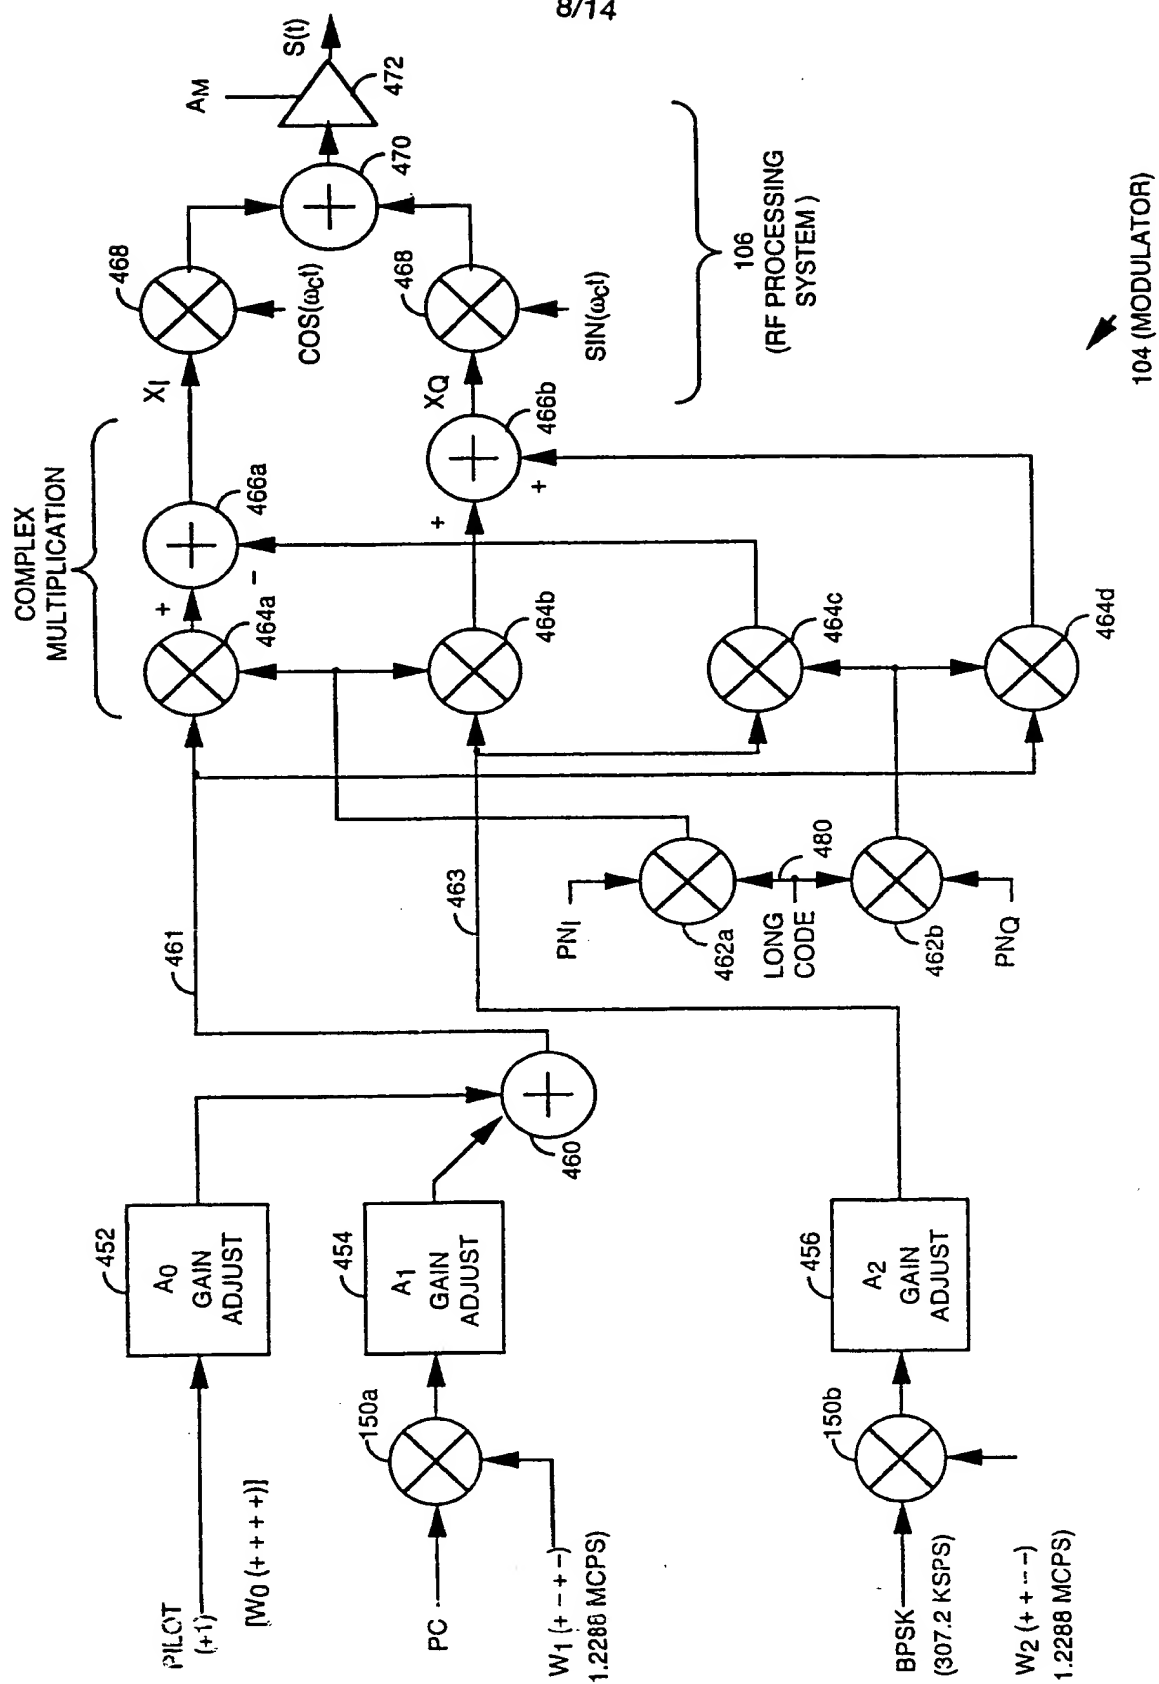 8/14
PILOT
(+1)
[W0 (+ + + +)]
452
A0
GAIN
ADJUST
PC
150a
W1 (+ – + –)
1.2288 MCPS)
454
A1
GAIN
ADJUST
BPSK
(307.2 KSPS)
150b
W2 (+ + – –)
1.2288 MCPS)
456
A2
GAIN
ADJUST
460
461
463
PNI
462a
LONG
CODE
480
462b
PNQ
COMPLEX
MULTIPLICATION
464a
+
–
466a
464b
+
+
466b
464c
464d
XI
XQ
468
COS(ωct)
468
SIN(ωct)
470
AM
472
S(t)
106
(RF PROCESSING
SYSTEM )
104 (MODULATOR)